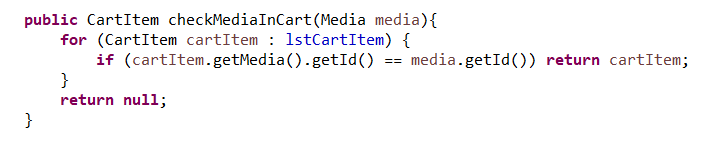 public CartItem checkMediaInCart(Media media){
    for (CartItem cartItem : lstCartItem) {
        if (cartItem.getMedia().getId() == media.getId()) return cartItem;
    }
    return null;
}